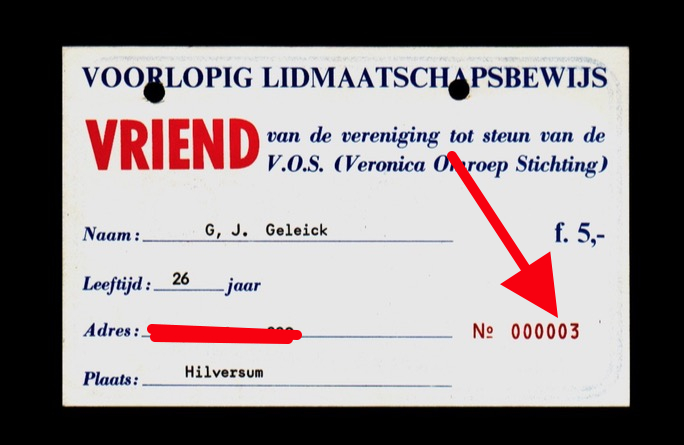 VOORLOPIG LIDMAATSCHAPSBEWIJS
VRIEND van de vereniging tot steun van de
V.O.S. (Veronica Omroep Stichting)
Naam: G, J. Geleick f. 5,-
Leeftijd: 26 jaar
Adres: Nº 000003
Plaats: Hilversum